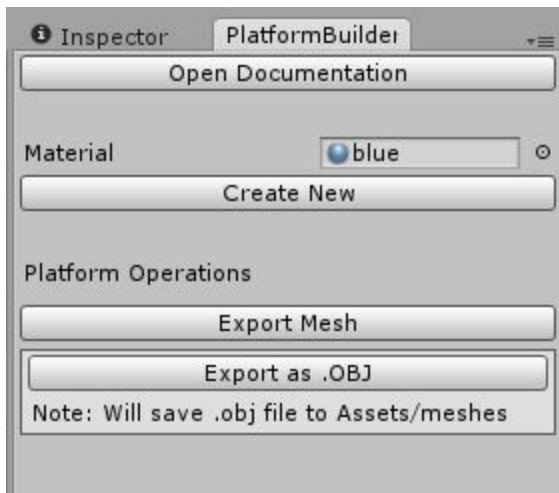 Inspector PlatformBuilder
Open Documentation
Material blue
Create New
Platform Operations
Export Mesh
Export as .OBJ
Note: Will save .obj file to Assets/meshes